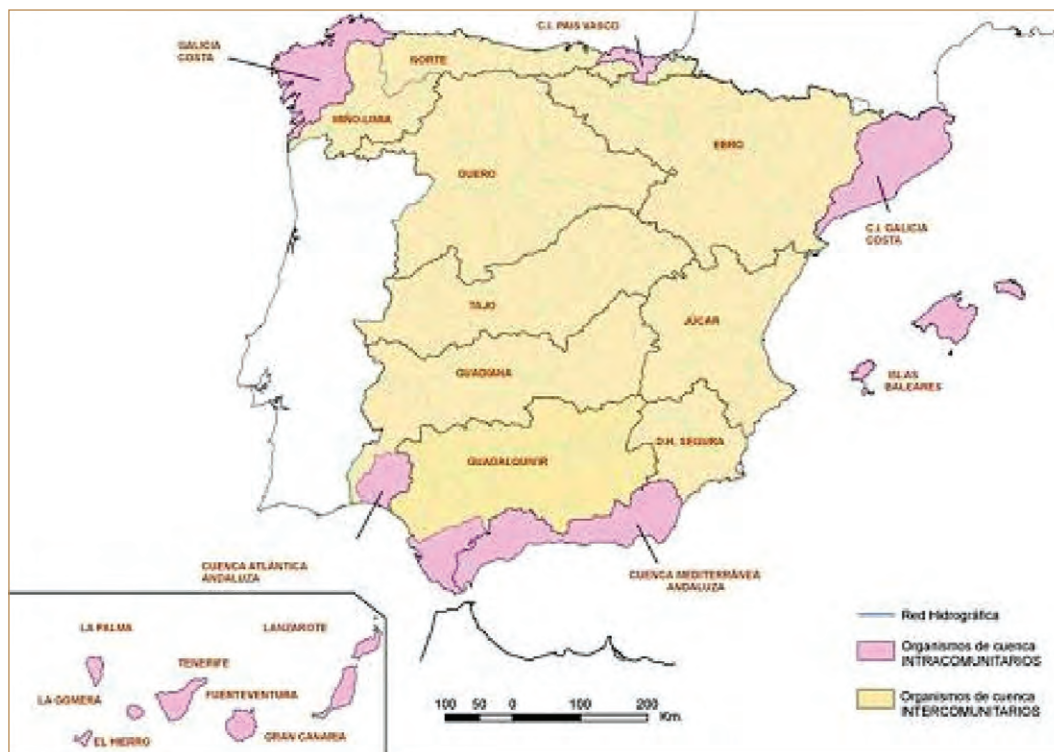 C.I. PAIS VASCO
GALICIA
COSTA
NORTE
MIÑO-LIMIA
EBRO
DUERO
C.I. GALICIA
COSTA
TAJO
JÚCAR
GUADIANA
ISLAS
BALEARES
D.H. SEGURA
GUADALQUIVIR
CUENCA ATLÁNTICA
ANDALUZA
CUENCA MEDITERRÁNEA
ANDALUZA
LA PALMA
LANZAROTE
TENERIFE
FUERTEVENTURA
LA GOMERA
EL HIERRO
GRAN CANARIA
Red Hidrográfica
Organismos de cuenca
INTRACOMUNITARIOS
Organismos de cuenca
INTERCOMUNITARIOS
100 50 0 100 200
Km.